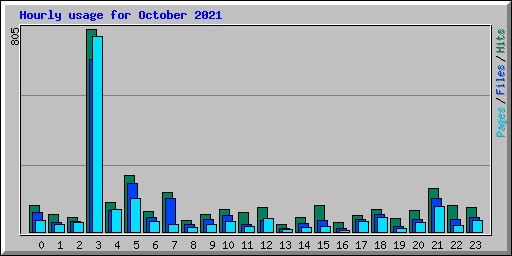 Hourly usage for October 2021
805
Pages/Files/Hits
0 1 2 3 4 5 6 7 8 9 10 11 12 13 14 15 16 17 18 19 20 21 22 23